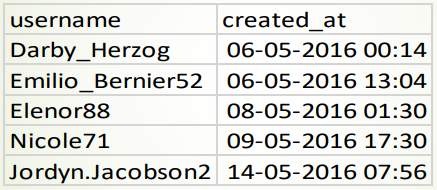 username created_at
Darby_Herzog 06-05-2016 00:14
Emilio_Bernier52 06-05-2016 13:04
Elenor88 08-05-2016 01:30
Nicole71 09-05-2016 17:30
Jordyn.Jacobson2 14-05-2016 07:56